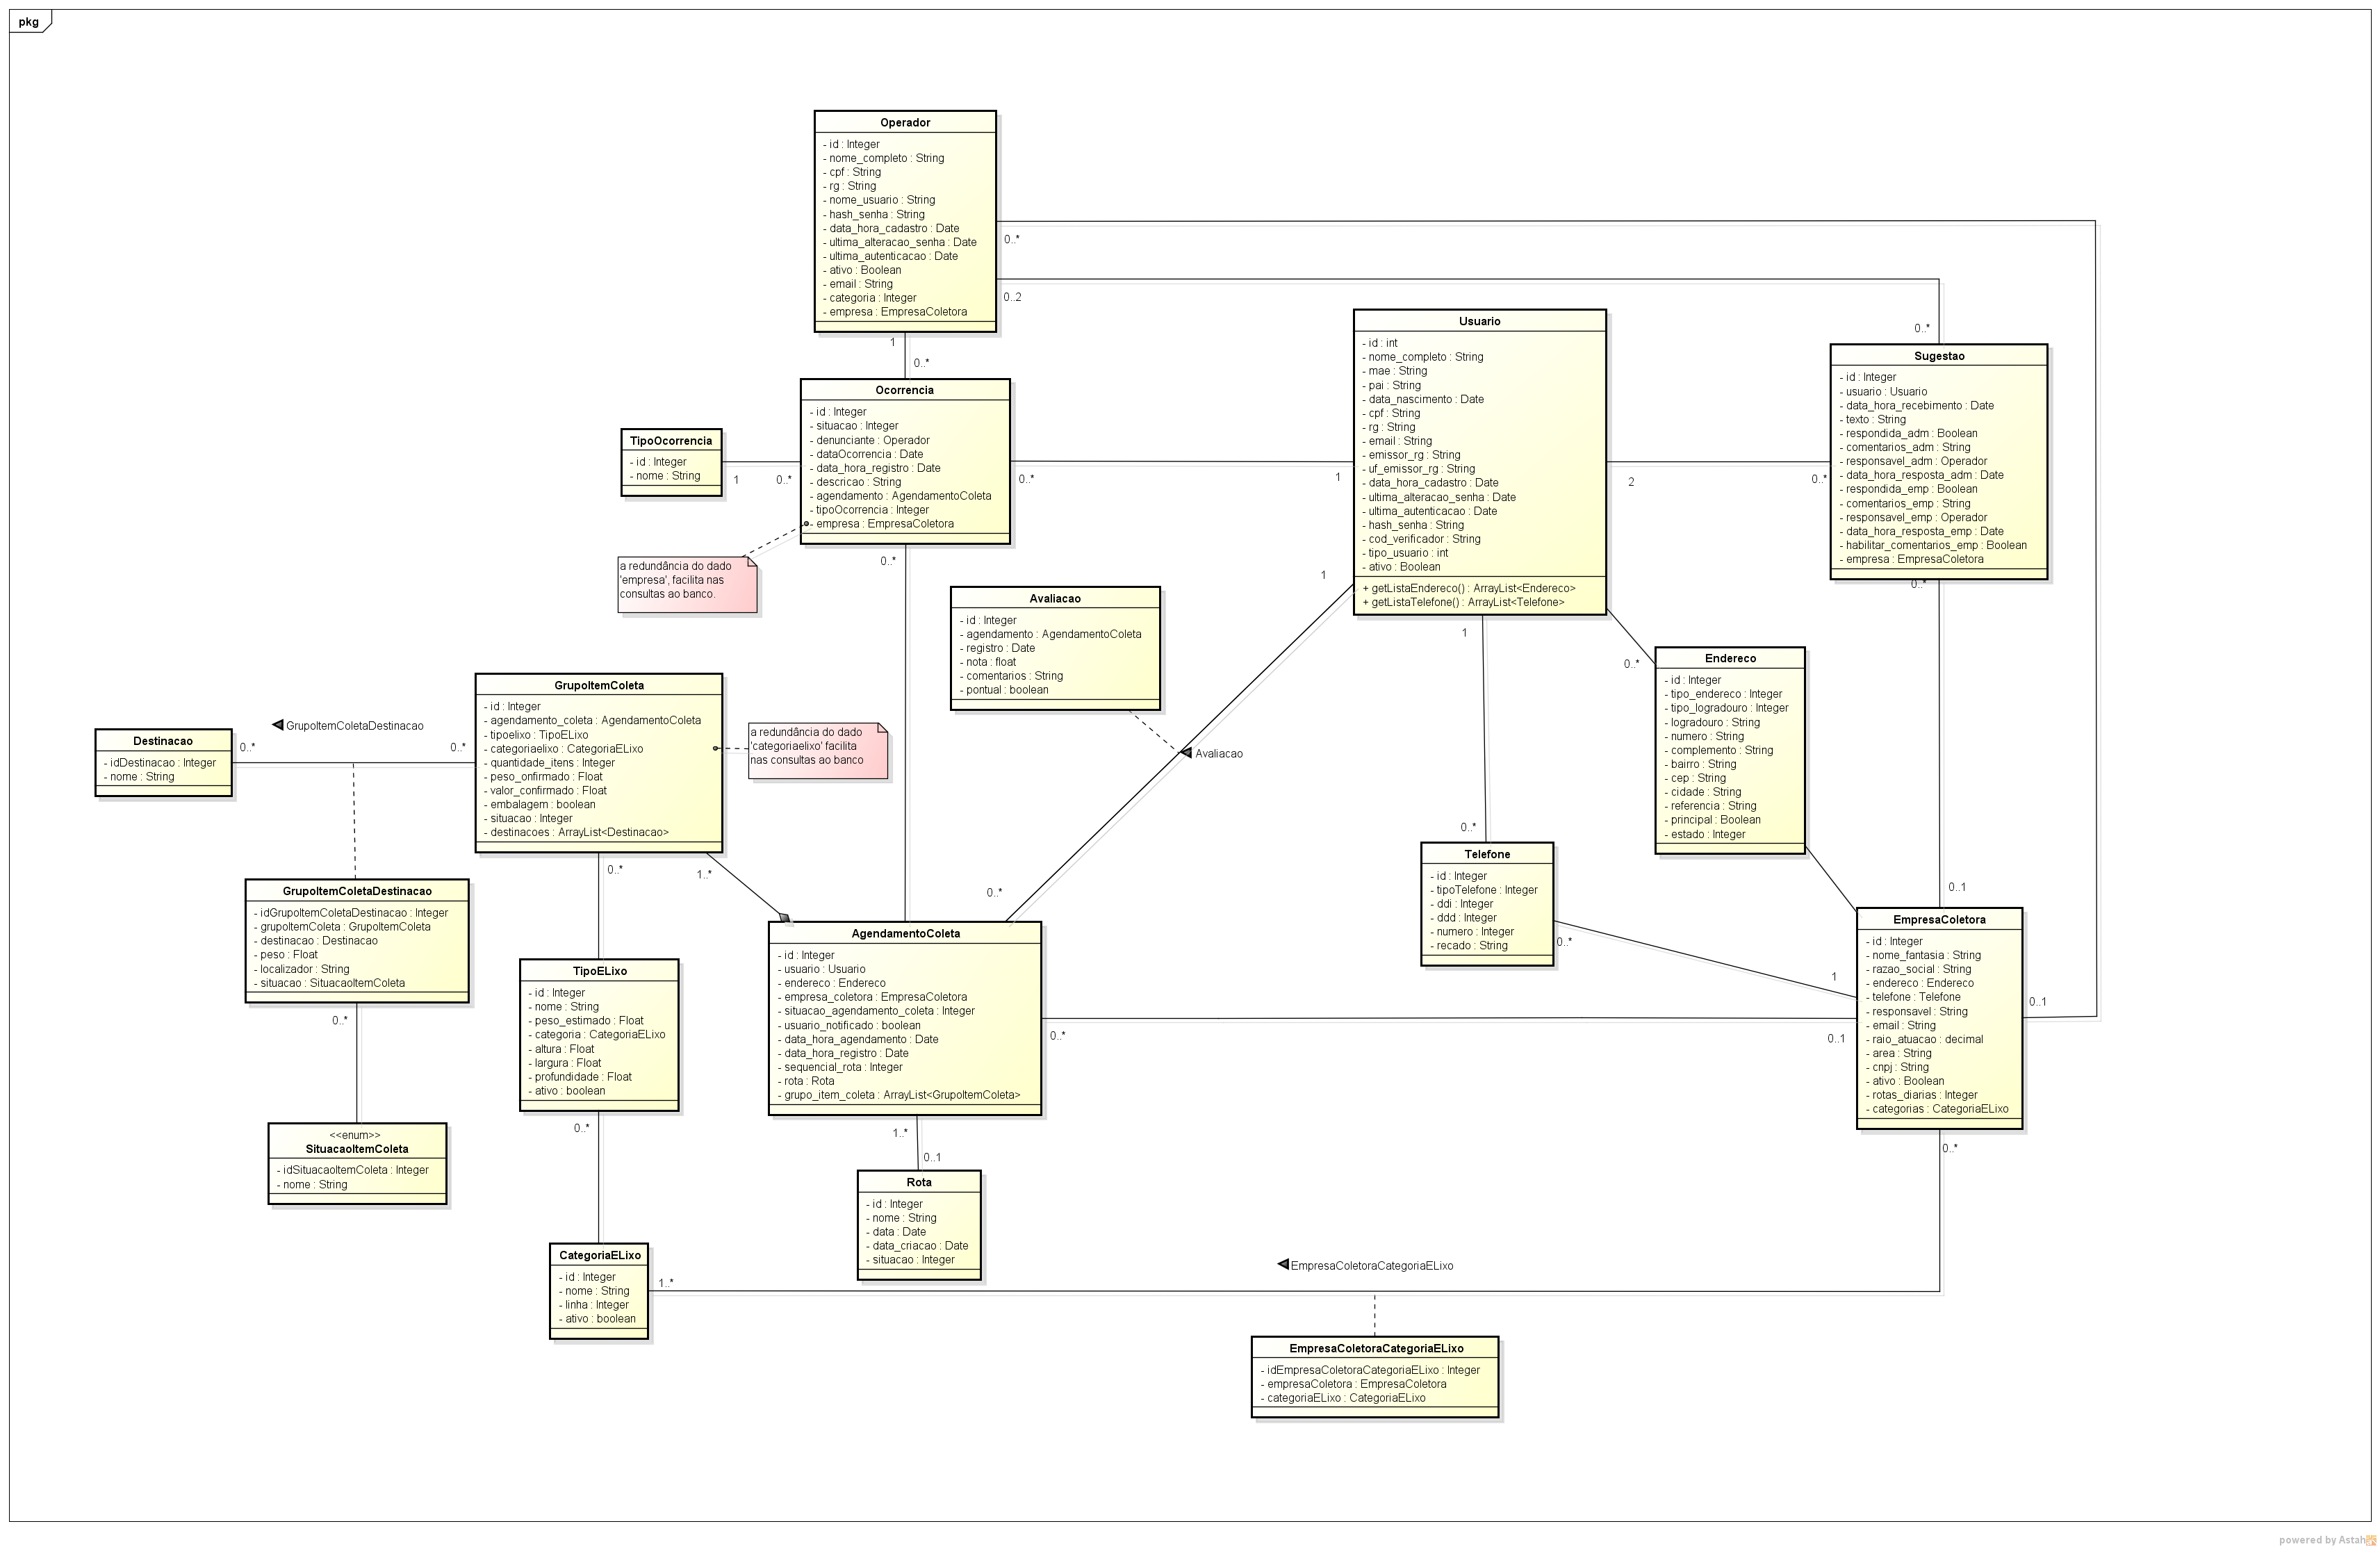 pkg
Operador
- id : Integer
- nome_completo : String
- cpf : String
- rg : String
- nome_usuario : String
- hash_senha : String
- data_hora_cadastro : Date
- ultima_alteracao_senha : Date
- ultima_autenticacao : Date
- ativo : Boolean
- email : String
- categoria : Integer
- empresa : EmpresaColetora
0..*
0..2
1
0..*
0..*
Usuario
- id : int
- nome_completo : String
- mae : String
- pai : String
- data_nascimento : Date
- cpf : String
- rg : String
- email : String
- emissor_rg : String
- uf_emissor_rg : String
- data_hora_cadastro : Date
- ultima_alteracao_senha : Date
- ultima_autenticacao : Date
- hash_senha : String
- cod_verificador : String
- tipo_usuario : int
- ativo : Boolean
+ getListaEndereco() : ArrayList<Endereco>
+ getListaTelefone() : ArrayList<Telefone>
Sugestao
- id : Integer
- usuario : Usuario
- data_hora_recebimento : Date
- texto : String
- respondida_adm : Boolean
- comentarios_adm : String
- responsavel_adm : Operador
- data_hora_resposta_adm : Date
- respondida_emp : Boolean
- comentarios_emp : String
- responsavel_emp : Operador
- data_hora_resposta_emp : Date
- habilitar_comentarios_emp : Boolean
- empresa : EmpresaColetora
Ocorrencia
- id : Integer
- situacao : Integer
- denunciante : Operador
- dataOcorrencia : Date
- data_hora_registro : Date
- descricao : String
- agendamento : AgendamentoColeta
- tipoOcorrencia : Integer
- empresa : EmpresaColetora
TipoOcorrencia
- id : Integer
- nome : String
1
0..*
0..*
1
2
0..*
a redundância do dado
'empresa', facilita nas
consultas ao banco.
0..*
1
0..*
Avaliacao
- id : Integer
- agendamento : AgendamentoColeta
- registro : Date
- nota : float
- comentarios : String
- pontual : boolean
1
0..*
Endereco
- id : Integer
- tipo_endereco : Integer
- tipo_logradouro : Integer
- logradouro : String
- numero : String
- complemento : String
- bairro : String
- cep : String
- cidade : String
- referencia : String
- principal : Boolean
- estado : Integer
GrupoItemColeta
- id : Integer
- agendamento_coleta : AgendamentoColeta
- tipoelixo : TipoELixo
- categoriaelixo : CategoriaELixo
- quantidade_itens : Integer
- peso_onfirmado : Float
- valor_confirmado : Float
- embalagem : boolean
- situacao : Integer
- destinacoes : ArrayList<Destinacao>
a redundância do dado
'categoriaelixo' facilita
nas consultas ao banco
GrupoItemColetaDestinacao
0..*
0..*
Destinacao
- idDestinacao : Integer
- nome : String
Avaliacao
0..*
Telefone
- id : Integer
- tipoTelefone : Integer
- ddi : Integer
- ddd : Integer
- numero : Integer
- recado : String
0..*
1
0..*
1..*
0..*
0..1
GrupoItemColetaDestinacao
- idGrupoItemColetaDestinacao : Integer
- grupoItemColeta : GrupoItemColeta
- destinacao : Destinacao
- peso : Float
- localizador : String
- situacao : SituacaoItemColeta
0..*
AgendamentoColeta
- id : Integer
- usuario : Usuario
- endereco : Endereco
- empresa_coletora : EmpresaColetora
- situacao_agendamento_coleta : Integer
- usuario_notificado : boolean
- data_hora_agendamento : Date
- data_hora_registro : Date
- sequencial_rota : Integer
- rota : Rota
- grupo_item_coleta : ArrayList<GrupoItemColeta>
EmpresaColetora
- id : Integer
- nome_fantasia : String
- razao_social : String
- endereco : Endereco
- telefone : Telefone
- responsavel : String
- email : String
- raio_atuacao : decimal
- area : String
- cnpj : String
- ativo : Boolean
- rotas_diarias : Integer
- categorias : CategoriaELixo
0..1
TipoELixo
- id : Integer
- nome : String
- peso_estimado : Float
- categoria : CategoriaELixo
- altura : Float
- largura : Float
- profundidade : Float
- ativo : boolean
0..*
0..1
0..*
1..*
0..1
0..*
<<enum>>
SituacaoItemColeta
- idSituacaoItemColeta : Integer
- nome : String
Rota
- id : Integer
- nome : String
- data : Date
- data_criacao : Date
- situacao : Integer
CategoriaELixo
- id : Integer
- nome : String
- linha : Integer
- ativo : boolean
1..*
EmpresaColetoraCategoriaELixo
EmpresaColetoraCategoriaELixo
- idEmpresaColetoraCategoriaELixo : Integer
- empresaColetora : EmpresaColetora
- categoriaELixo : CategoriaELixo
powered by Astah